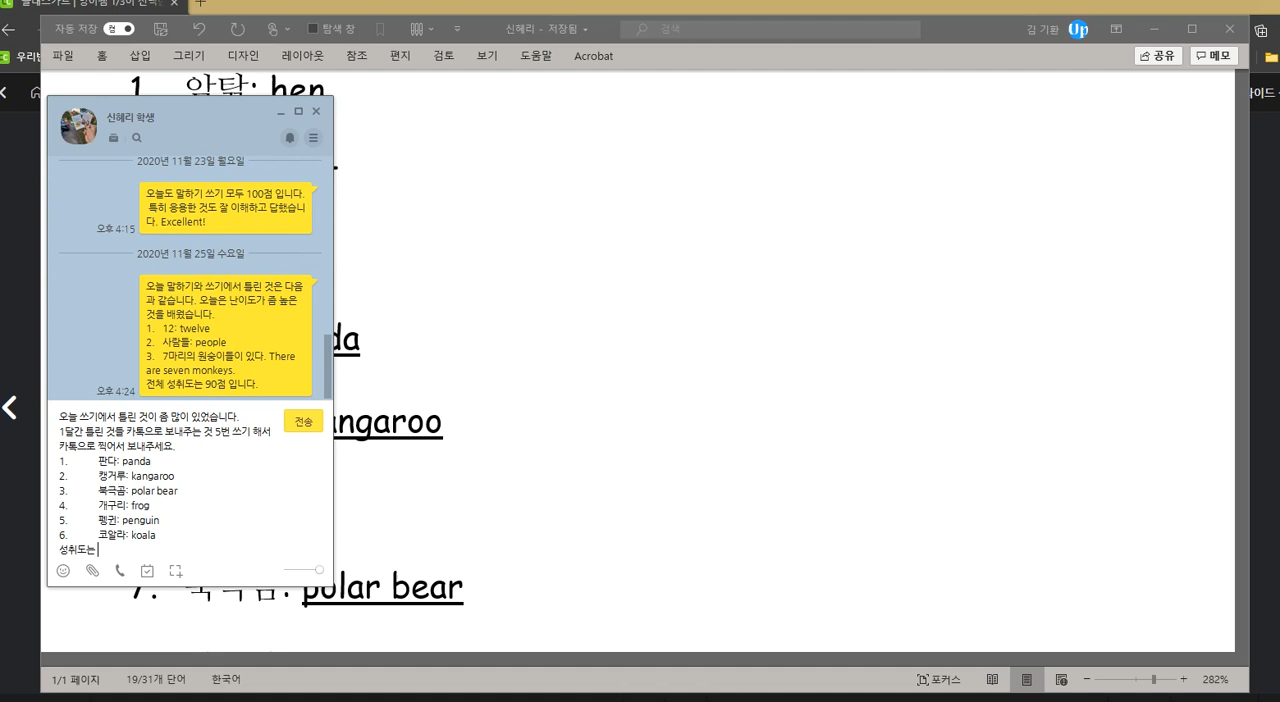 자동 저장
탐색 창
신혜리 - 저장됨
검색
김 기환
Up
우리반
파일 홈 삽입 그리기 디자인 레이아웃 참조 편지 검토 보기 도움말 Acrobat
공유
메모
1. 암탉: hen
신혜리 학생
2020년 11월 23일 월요일
오늘도 말하기 쓰기 모두 100점 입니다.
특히 응용한 것도 잘 이해하고 답했습니
다. Excellent!
오후 4:15
2020년 11월 25일 수요일
오늘 말하기와 쓰기에서 틀린 것은 다음
과 같습니다. 오늘은 난이도가 좀 높은
것을 배웠습니다.
1. 12: twelve
2. 사람들: people
3. 7마리의 원숭이들이 있다. There
are seven monkeys.
전체 성취도는 90점 입니다.
오후 4:24
da
angaroo
오늘 쓰기에서 틀린 것이 좀 많이 있었습니다.
1달간 틀린 것들 카톡으로 보내주는 것 5번 쓰기 해서
카톡으로 찍어서 보내주세요.
전송
1. 판다: panda
2. 캥거루: kangaroo
3. 북극곰: polar bear
4. 개구리: frog
5. 펭귄: penguin
6. 코알라: koala
성취도는
7. 북극곰: polar bear
1/1 페이지
19/31개 단어
한국어
포커스
282%